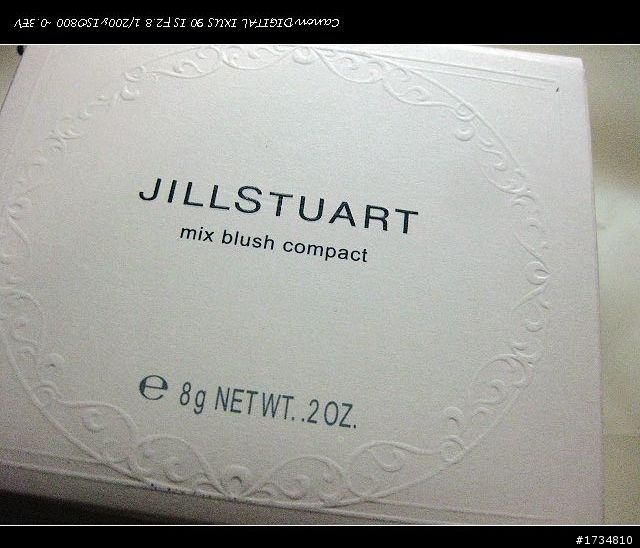 Canon DIGITAL IXUS 90 IS F2.8 1/200s ISO800 -0.3EV
JILLSTUART
mix blush compact
℮ 8g NET WT. .2 OZ.
#1734810